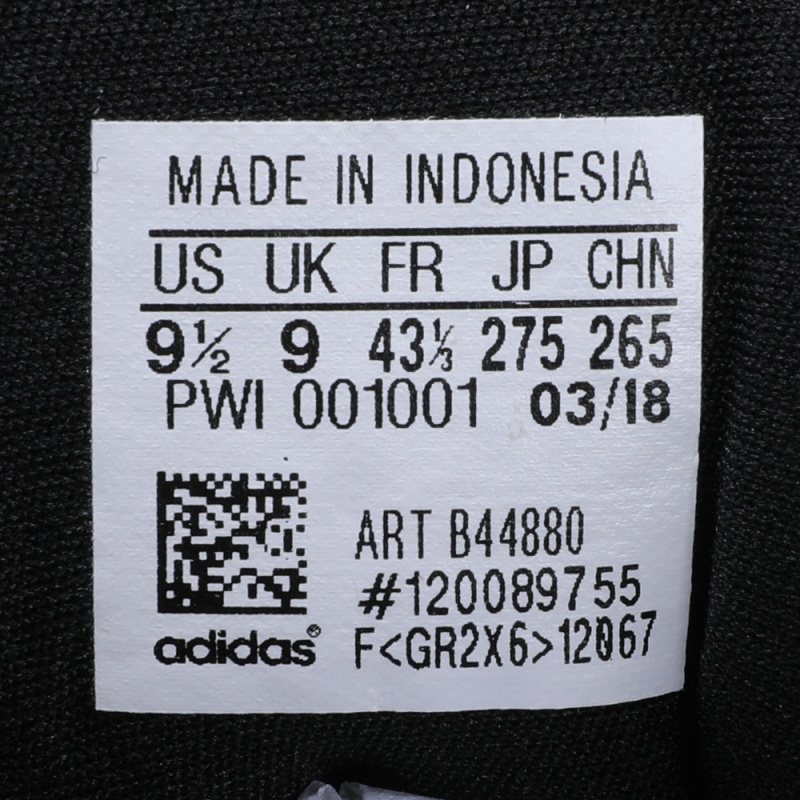 MADE IN INDONESIA
US UK FR JP CHN
9½ 9 43⅓ 275 265
PWI 001001 03/18
ART B44880
#120089755
adidas®
F<GR2X6>12067